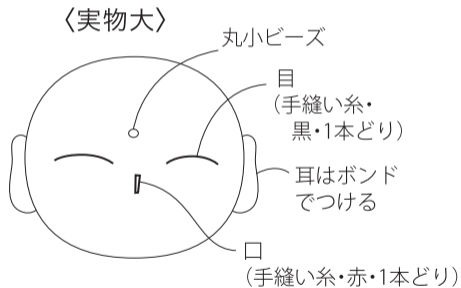 〈実物大〉
丸小ビーズ
目
（手縫い糸・
黒・1本どり）
耳はボンド
でつける
口
（手縫い糸・赤・1本どり）